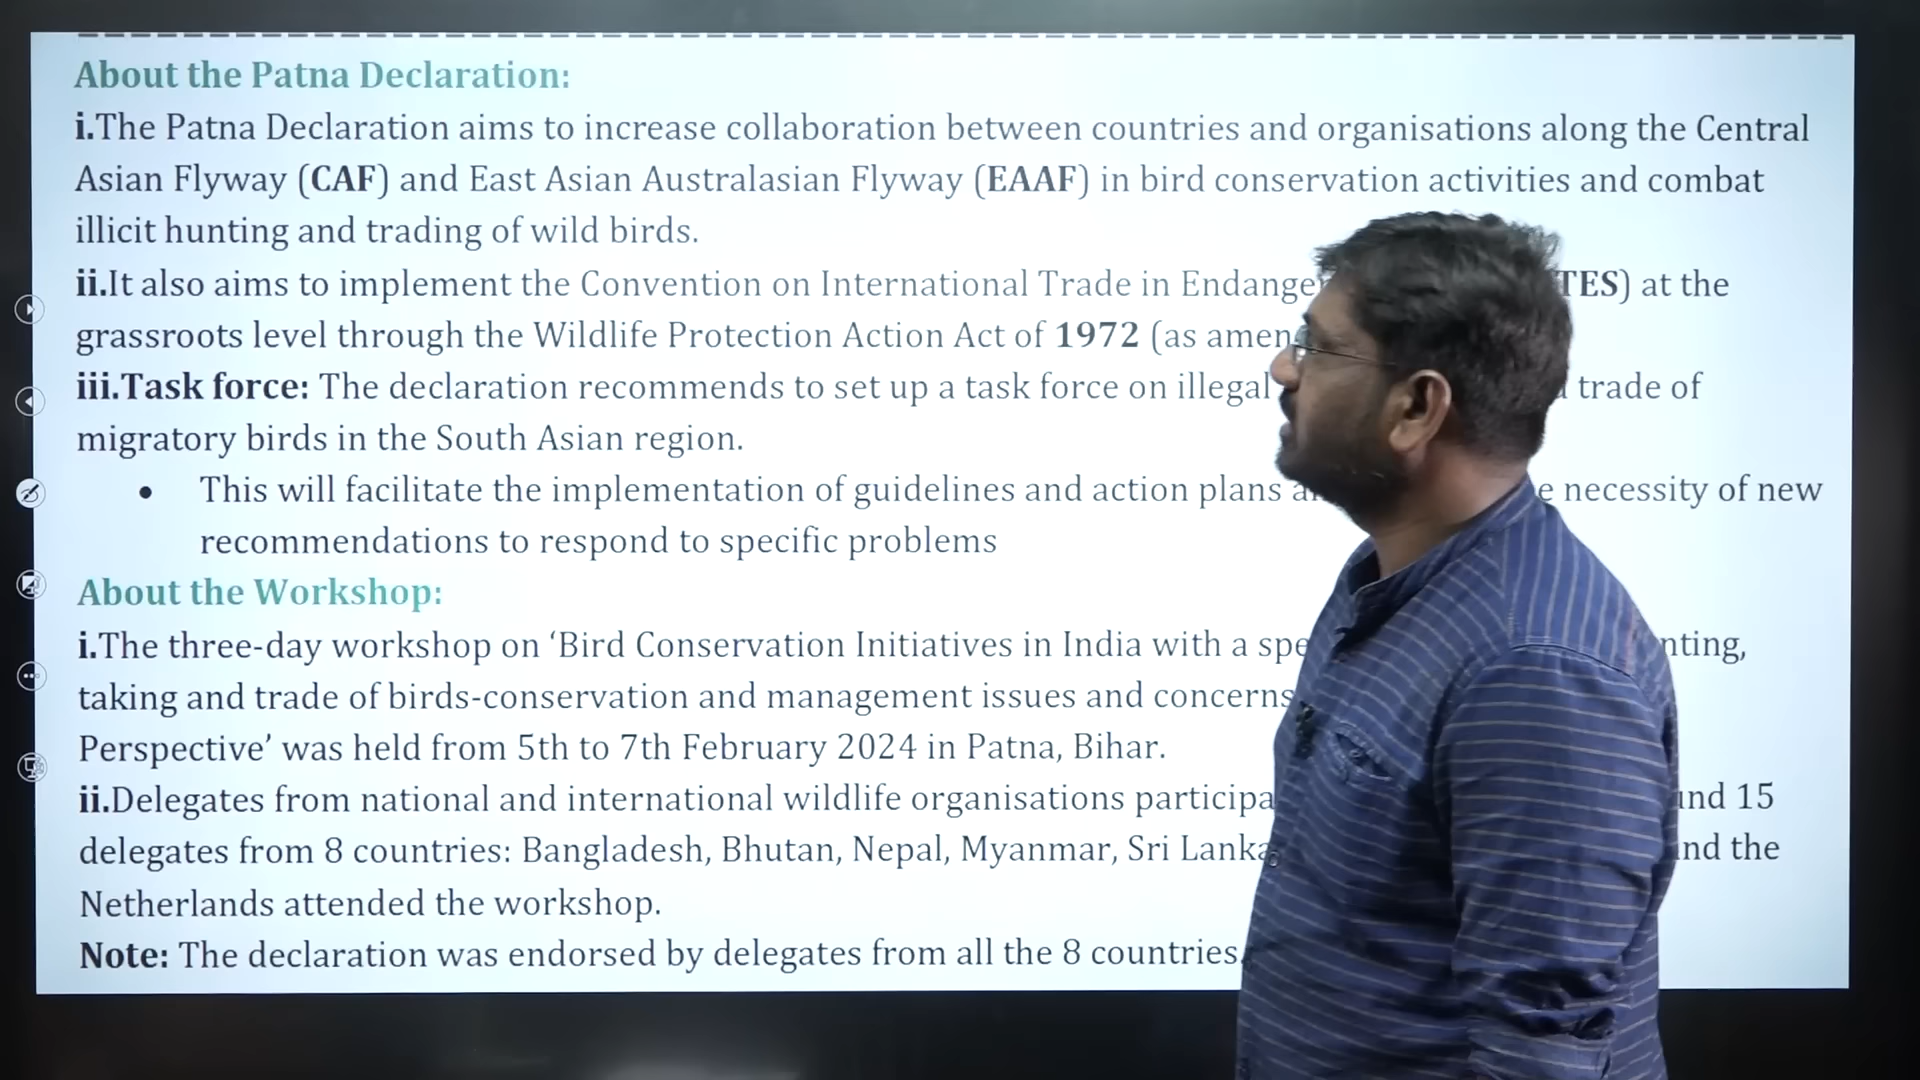 About the Patna Declaration:
i.The Patna Declaration aims to increase collaboration between countries and organisations along the Central
Asian Flyway (CAF) and East Asian Australasian Flyway (EAAF) in bird conservation activities and combat
illicit hunting and trading of wild birds.
ii.It also aims to implement the Convention on International Trade in TES) at the
grassroots level through the Wildlife Protection Action Act of 1972 (as
iii.Task force: The declaration recommends to set up a task force on illegal trade of
migratory birds in the South Asian region.
• This will facilitate the implementation of guidelines and action plans necessity of new
recommendations to respond to specific problems
About the Workshop:
i.The three-day workshop on ‘Bird Conservation Initiatives in India with a nting,
taking and trade of birds-conservation and management issues and concerns
Perspective’ was held from 5th to 7th February 2024 in Patna, Bihar.
ii.Delegates from national and international wildlife organisations 15
delegates from 8 countries: Bangladesh, Bhutan, Nepal, Myanmar, Sri Lanka and the
Netherlands attended the workshop.
Note: The declaration was endorsed by delegates from all the 8 countries.